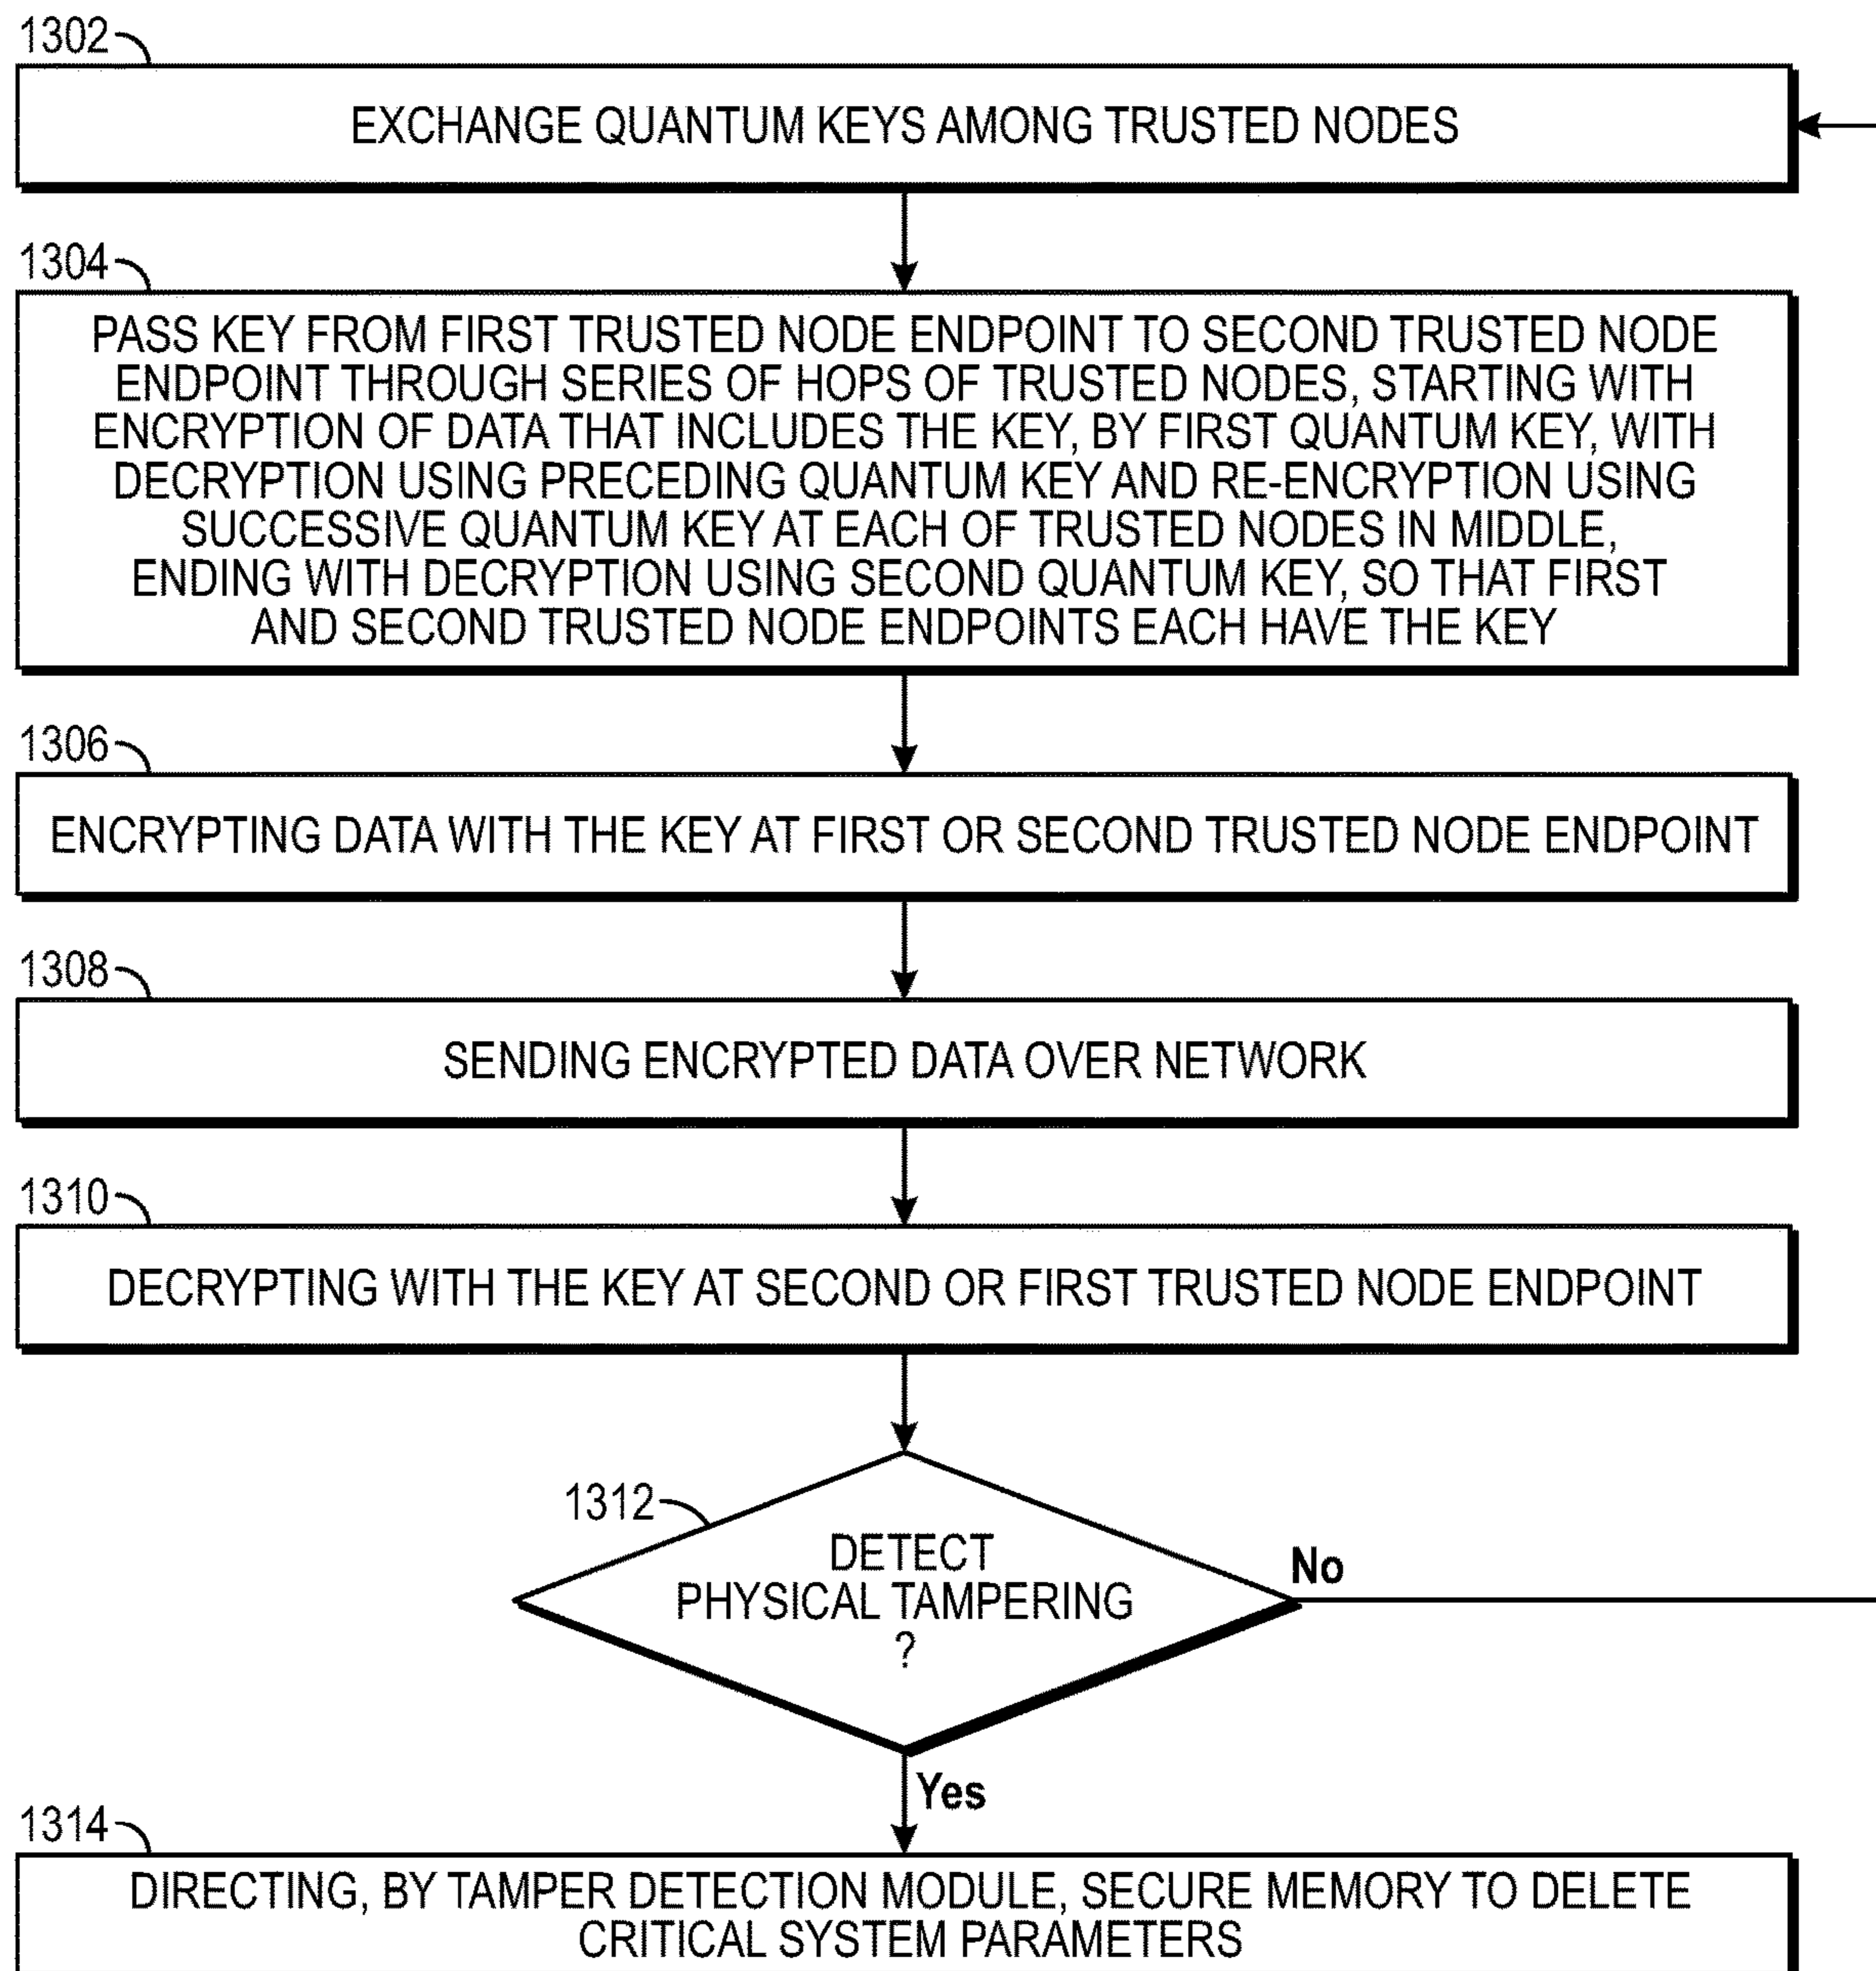 1302
EXCHANGE QUANTUM KEYS AMONG TRUSTED NODES
1304
PASS KEY FROM FIRST TRUSTED NODE ENDPOINT TO SECOND TRUSTED NODE
ENDPOINT THROUGH SERIES OF HOPS OF TRUSTED NODES, STARTING WITH
ENCRYPTION OF DATA THAT INCLUDES THE KEY, BY FIRST QUANTUM KEY, WITH
DECRYPTION USING PRECEDING QUANTUM KEY AND RE-ENCRYPTION USING
SUCCESSIVE QUANTUM KEY AT EACH OF TRUSTED NODES IN MIDDLE,
ENDING WITH DECRYPTION USING SECOND QUANTUM KEY, SO THAT FIRST
AND SECOND TRUSTED NODE ENDPOINTS EACH HAVE THE KEY
1306
ENCRYPTING DATA WITH THE KEY AT FIRST OR SECOND TRUSTED NODE ENDPOINT
1308
SENDING ENCRYPTED DATA OVER NETWORK
1310
DECRYPTING WITH THE KEY AT SECOND OR FIRST TRUSTED NODE ENDPOINT
1312
DETECT
PHYSICAL TAMPERING
?
No
Yes
1314
DIRECTING, BY TAMPER DETECTION MODULE, SECURE MEMORY TO DELETE
CRITICAL SYSTEM PARAMETERS